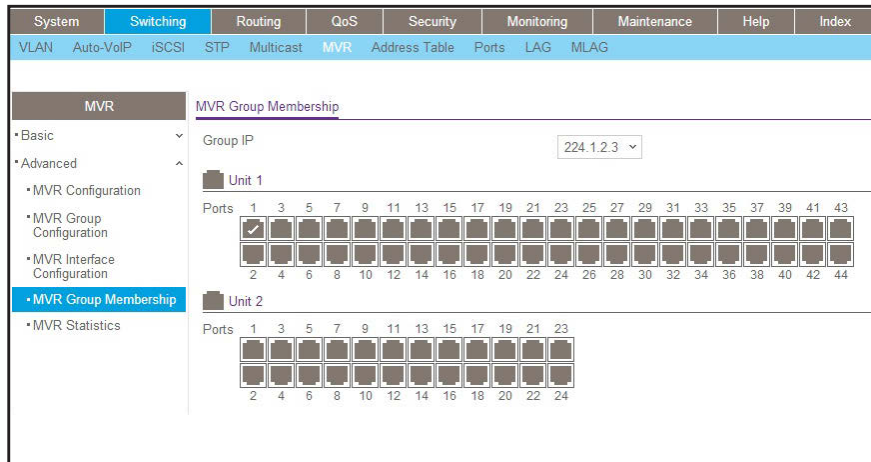 System Switching Routing QoS Security Monitoring Maintenance Help Index
VLAN Auto-VoIP iSCSI STP Multicast MVR Address Table Ports LAG MLAG
MVR
Basic
Advanced
MVR Configuration
MVR Group
Configuration
MVR Interface
Configuration
MVR Group Membership
MVR Statistics
MVR Group Membership
Group IP 224.1.2.3
Unit 1
Ports 1 3 5 7 9 11 13 15 17 19 21 23 25 27 29 31 33 35 37 39 41 43
2 4 6 8 10 12 14 16 18 20 22 24 26 28 30 32 34 36 38 40 42 44
Unit 2
Ports 1 3 5 7 9 11 13 15 17 19 21 23
2 4 6 8 10 12 14 16 18 20 22 24